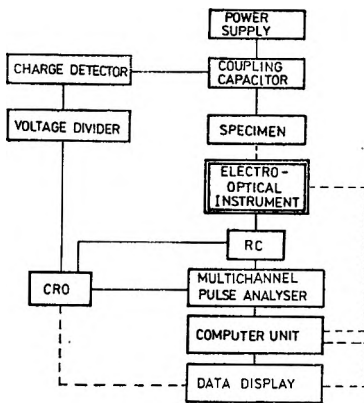 POWER
SUPPLY
CHARGE DETECTOR
COUPLING
CAPACITOR
VOLTAGE DIVIDER
SPECIMEN
ELECTRO-
OPTICAL
INSTRUMENT
RC
CRO
MULTICHANNEL
PULSE ANALYSER
COMPUTER UNIT
DATA DISPLAY